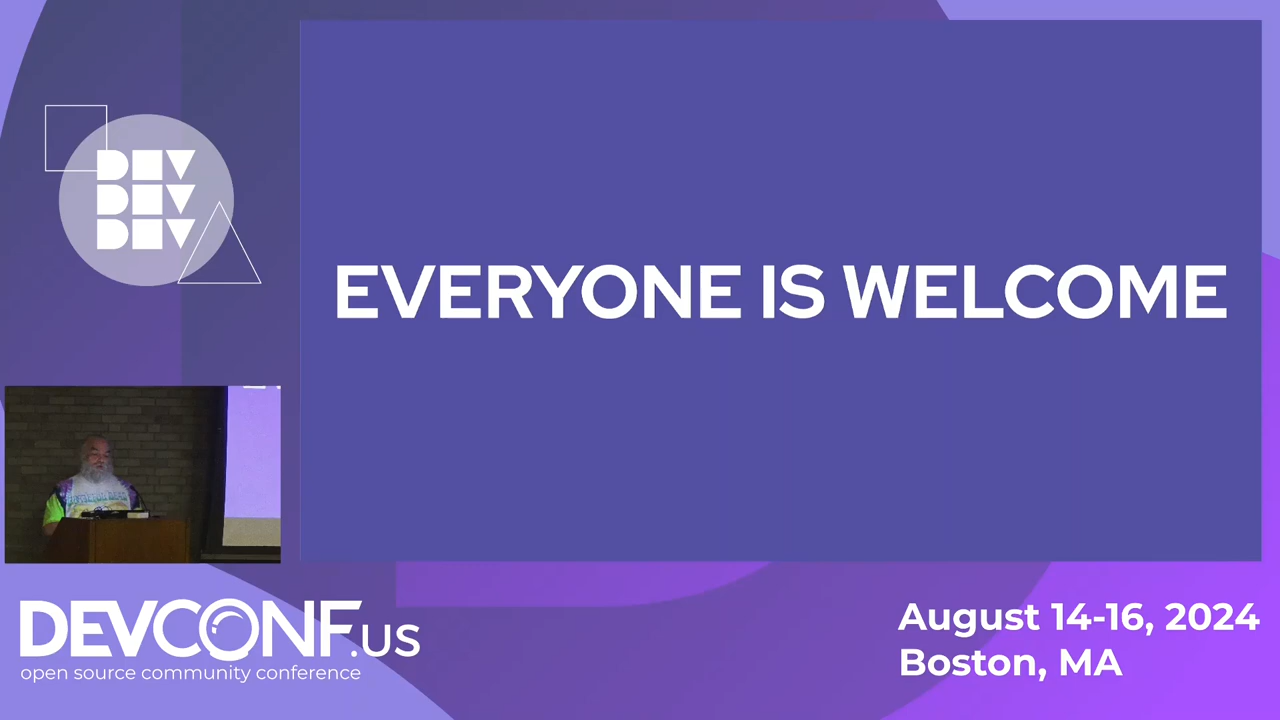 DEV
DEV
DEV
EVERYONE IS WELCOME
DEVCONF.US
open source community conference
August 14-16, 2024
Boston, MA